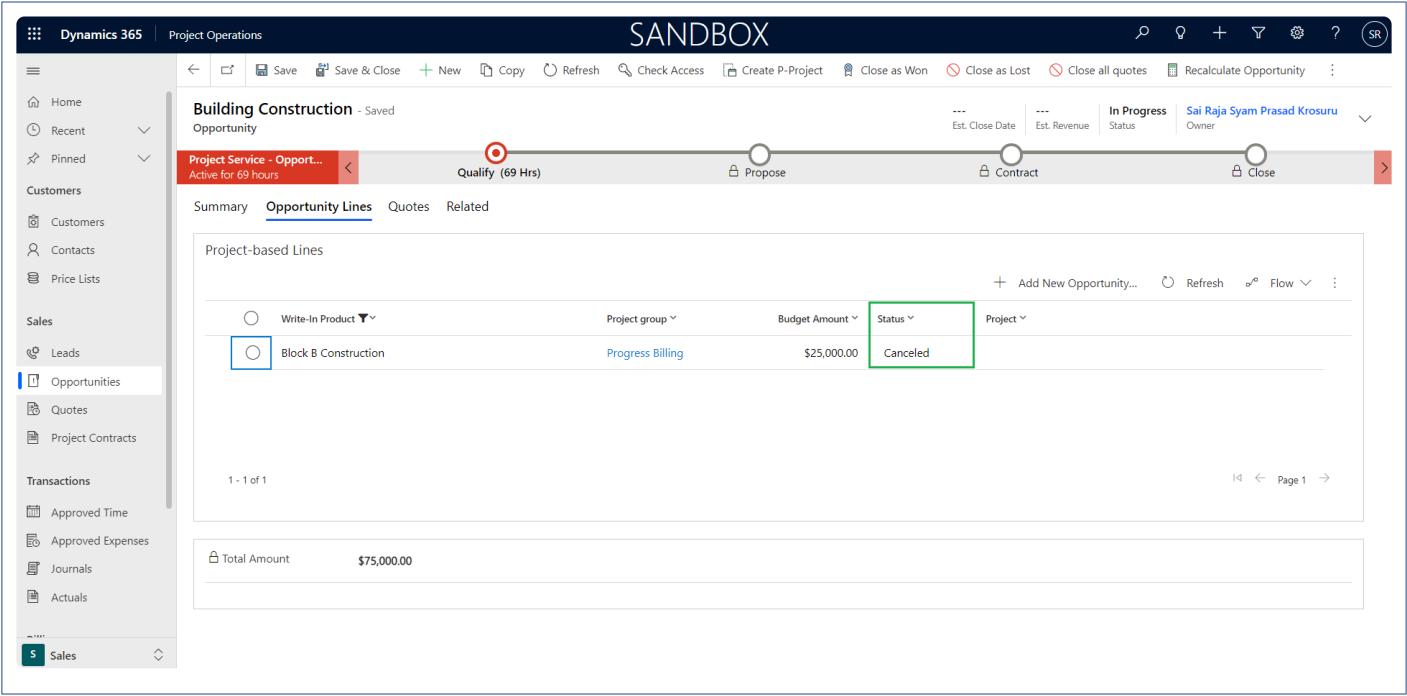 Dynamics 365 Project Operations SANDBOX ? SR
Save Save & Close New Copy Refresh Check Access Create P-Project Close as Won Close as Lost Close all quotes Recalculate Opportunity
Home
Recent
Pinned
Customers
Customers
Contacts
Price Lists
Sales
Leads
Opportunities
Quotes
Project Contracts
Transactions
Approved Time
Approved Expenses
Journals
Actuals
S Sales
Building Construction - Saved
Opportunity
--- --- In Progress Sai Raja Syam Prasad Krosuru
Est. Close Date Est. Revenue Status Owner
Project Service - Opport...
Active for 69 hours
Qualify (69 Hrs) Propose Contract Close
Summary Opportunity Lines Quotes Related
Project-based Lines
Add New Opportunity... Refresh Flow
Write-In Product Project group Budget Amount Status Project
Block B Construction Progress Billing $25,000.00 Canceled
1 - 1 of 1 Page 1
Total Amount $75,000.00